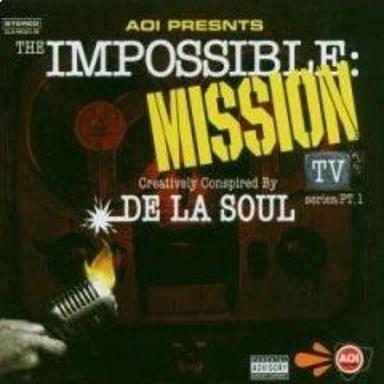 STEREO
AOI PRESNTS
THE IMPOSSIBLE:
MISSION
TV
series PT.1
Creatively Conspired By
DE LA SOUL
PARENTAL
ADVISORY
AOI